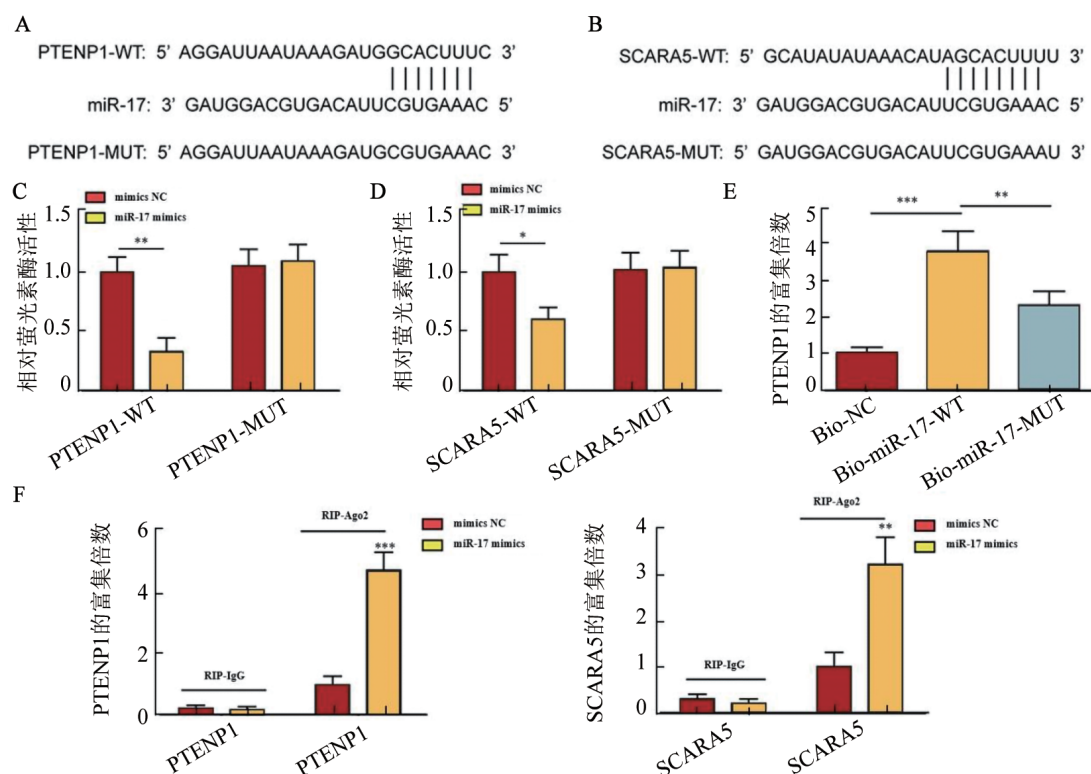 A
PTENP1-WT: 5' AGGAUUAAUAAAGAUGGCACUUUC 3'
miR-17: 3' GAUGGACGUGACAUUCGUGAAAC 5'
PTENP1-MUT: 5' AGGAUUAAUAAAGAUGCGUGAAAC 3'
B
SCARA5-WT: 5' GCAUAUAUAAACAUAGCACUUUU 3'
miR-17: 3' GAUGGACGUGACAUUCGUGAAAC 5'
SCARA5-MUT: 5' GAUGGACGUGACAUUCGUGAAAU 3'
C
mimics NC
miR-17 mimics
相对萤光素酶活性
1.5
1.0
0.5
0
**
PTENP1-WT
PTENP1-MUT
D
mimics NC
miR-17 mimics
相对萤光素酶活性
1.5
1.0
0.5
0
*
SCARA5-WT
SCARA5-MUT
E
PTENP1的富集倍数
5
4
3
2
1
0
***
**
Bio-NC
Bio-miR-17-WT
Bio-miR-17-MUT
F
PTENP1的富集倍数
6
4
2
0
RIP-IgG
RIP-Ago2
***
mimics NC
miR-17 mimics
PTENP1
PTENP1
SCARA5的富集倍数
4
3
2
1
0
RIP-IgG
RIP-Ago2
**
mimics NC
miR-17 mimics
SCARA5
SCARA5